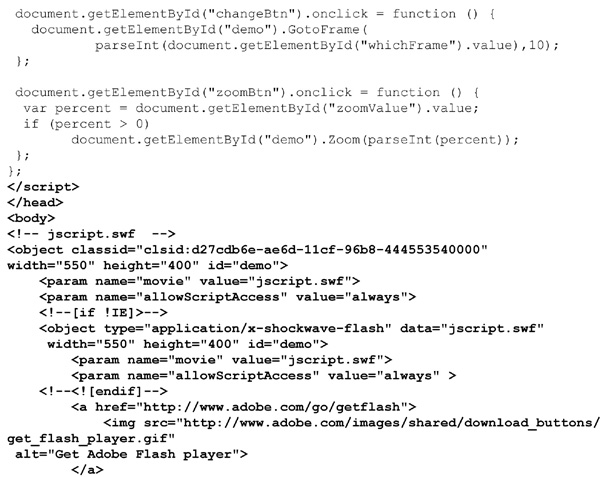 document.getElementById("changeBtn").onclick = function () {
document.getElementById("demo").GotoFrame(
parseInt(document.getElementById("whichFrame").value),10);
};
document.getElementById("zoomBtn").onclick = function () {
var percent = document.getElementById("zoomValue").value;
if (percent > 0)
document.getElementById("demo").Zoom(parseInt(percent));
};
};
</script>
</head>
<body>
<!-- jscript.swf  -->
<object classid="clsid:d27cdb6e-ae6d-11cf-96b8-444553540000"
width="550" height="400" id="demo">
<param name="movie" value="jscript.swf">
<param name="allowScriptAccess" value="always">
<!--[if !IE]>-->
<object type="application/x-shockwave-flash" data="jscript.swf"
width="550" height="400" id="demo">
<param name="movie" value="jscript.swf">
<param name="allowScriptAccess" value="always" >
<!--<![endif]-->
<a href="http://www.adobe.com/go/getflash">
<img src="http://www.adobe.com/images/shared/download_buttons/
get_flash_player.gif"
alt="Get Adobe Flash player">
</a>